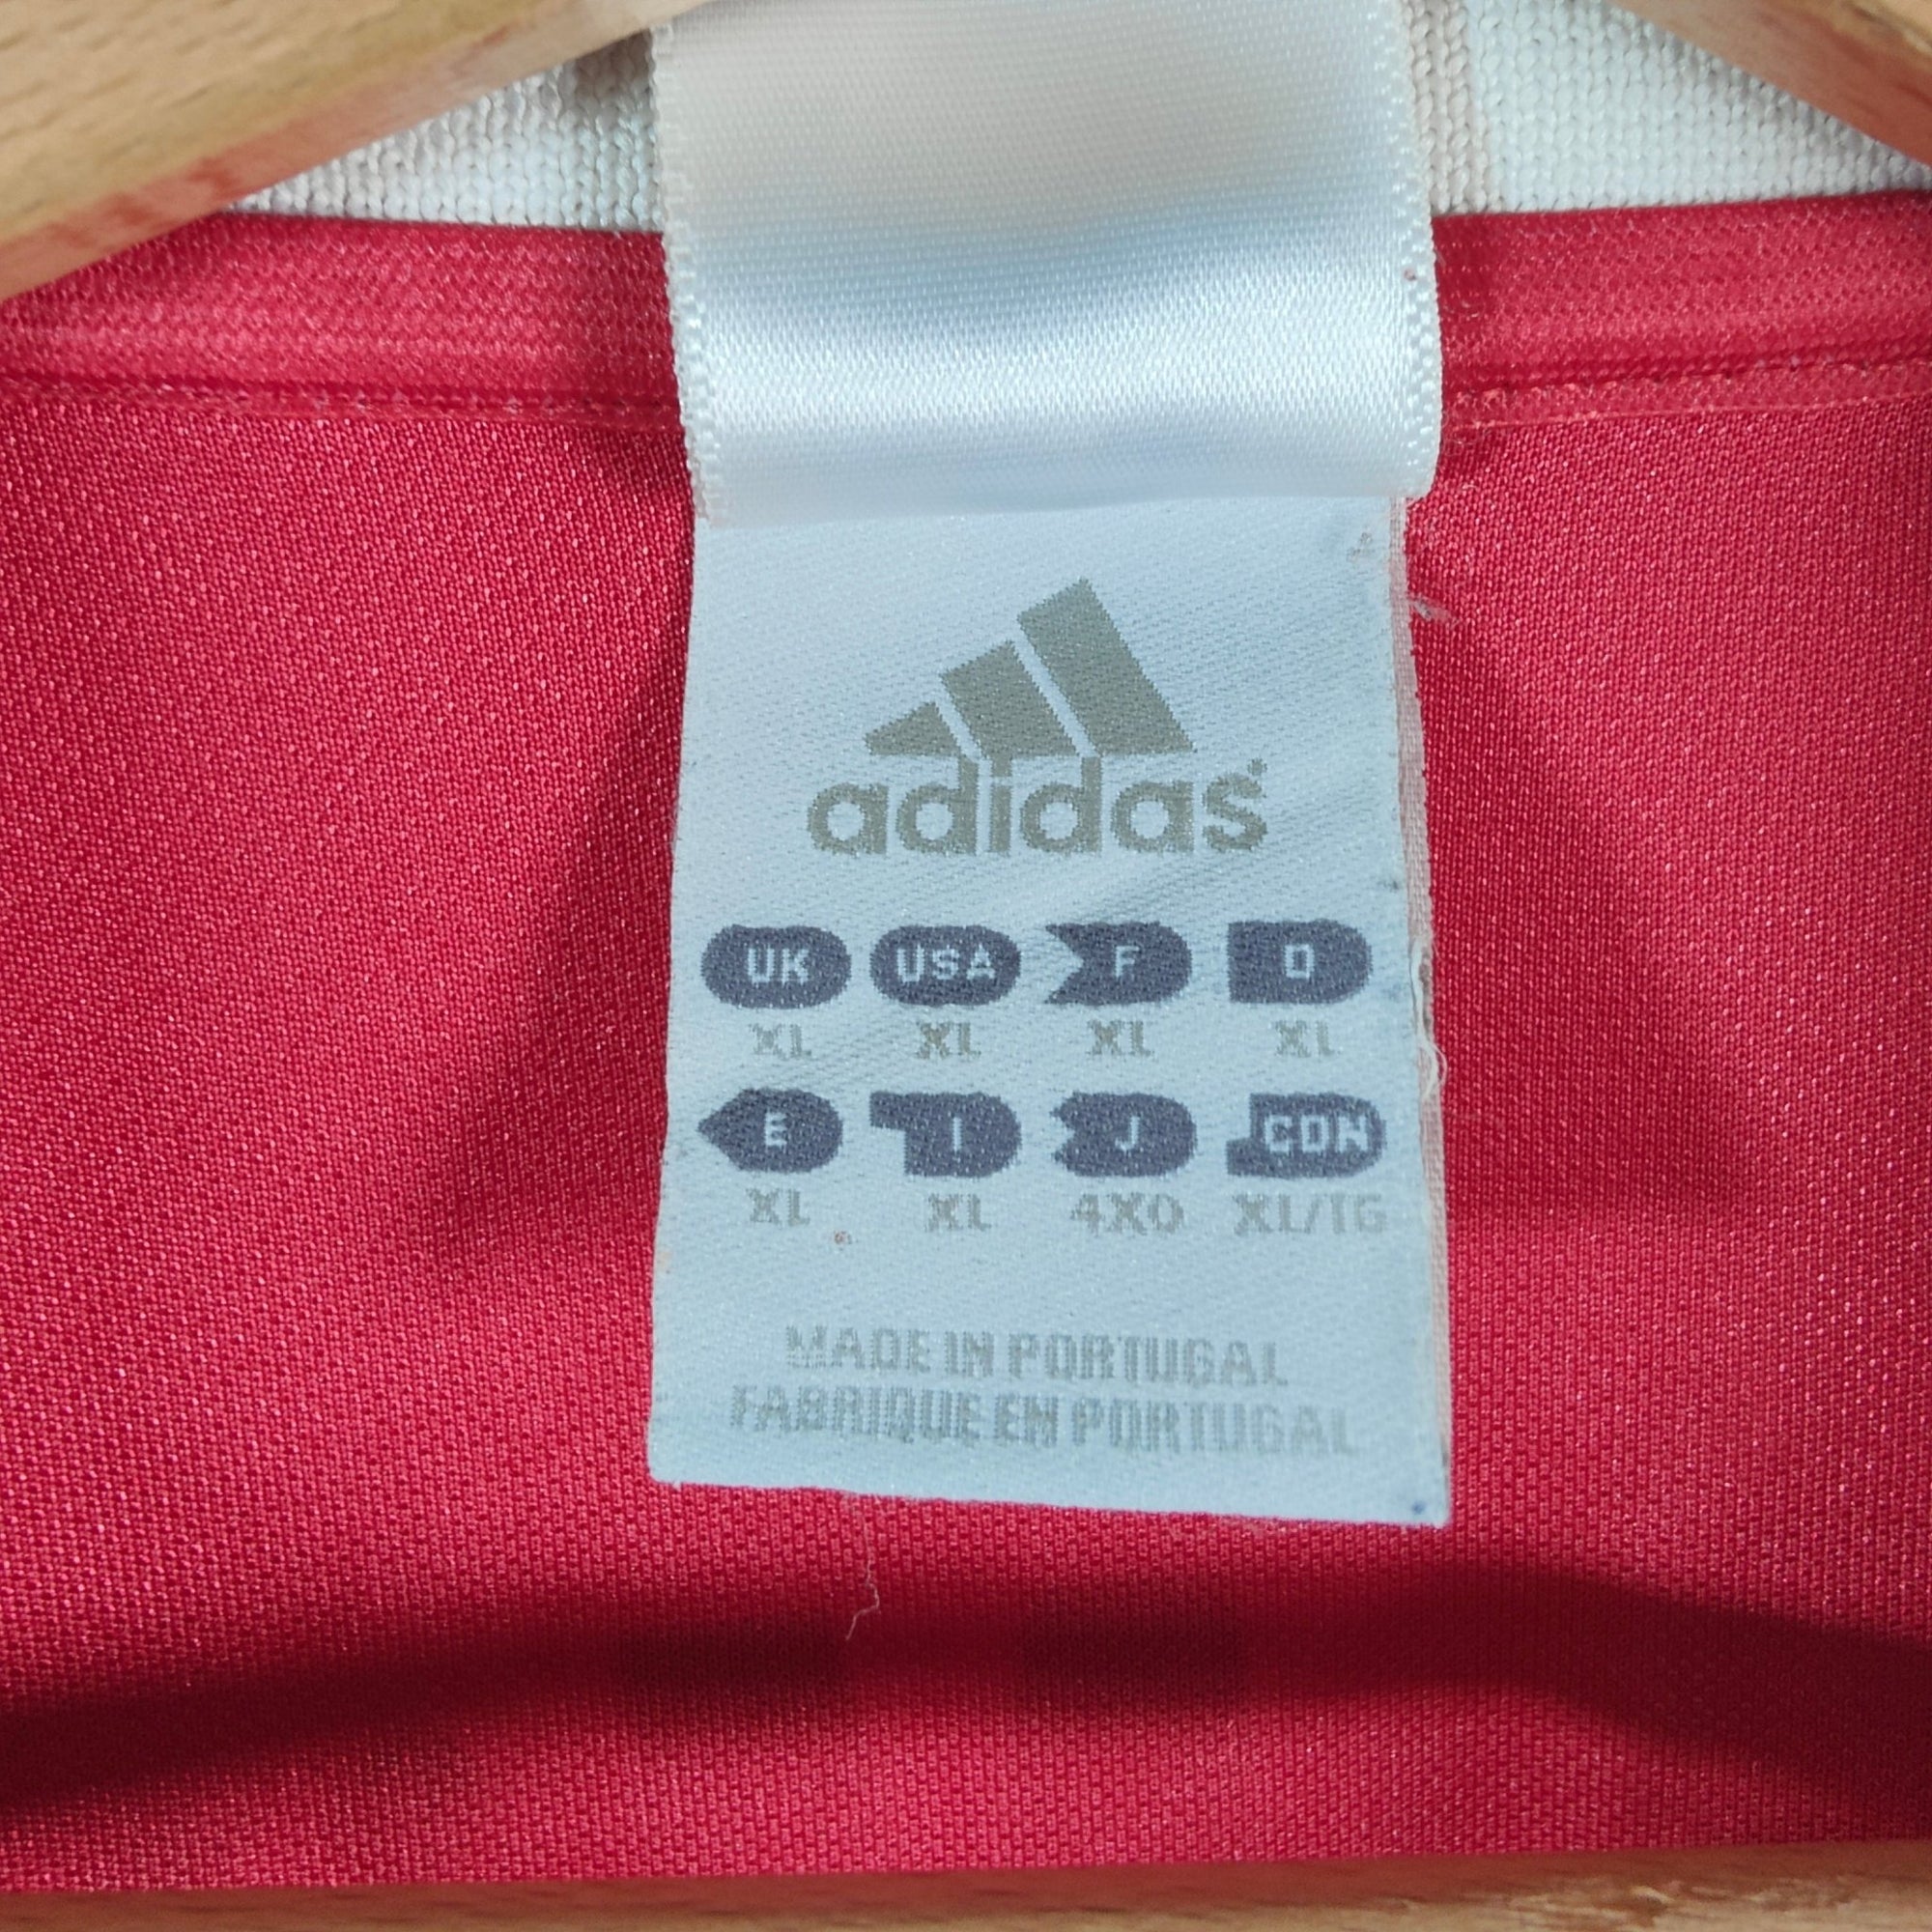 adidas
UK USA F D
XL XL XL XL
E I J CDN
XL XL 4XO XL/TG
MADE IN PORTUGAL
FABRIQUE EN PORTUGAL